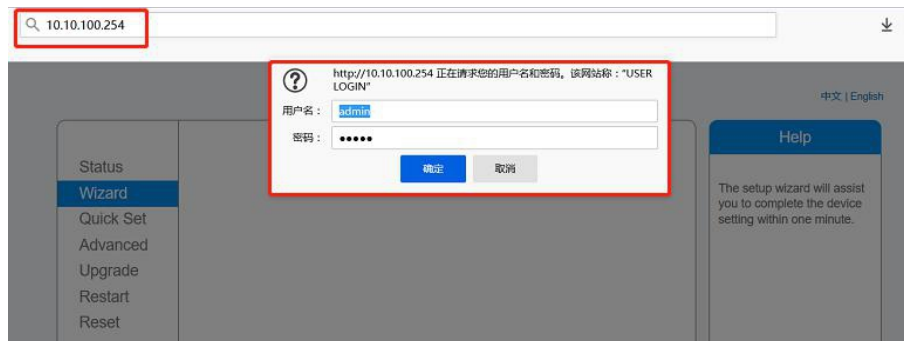 10.10.100.254
http://10.10.100.254 正在请求您的用户名和密码。该网站称："USER
LOGIN"
用户名： admin
密码： •••••
确定 取消
中文 | English
Status
Wizard
Quick Set
Advanced
Upgrade
Restart
Reset
Help
The setup wizard will assist
you to complete the device
setting within one minute.